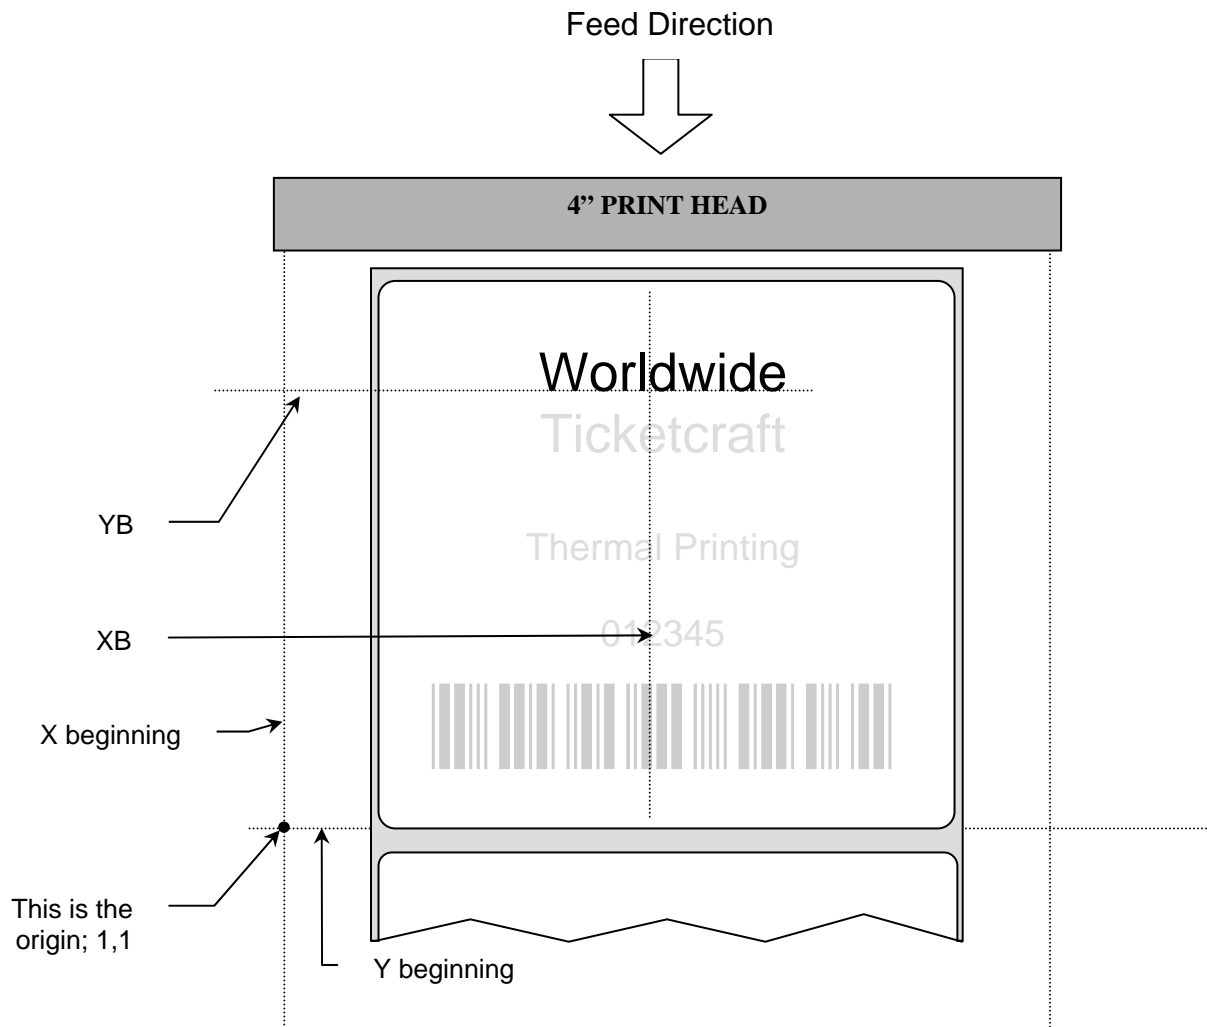 Feed Direction
4” PRINT HEAD
Worldwide
Ticketcraft
YB
Thermal Printing
XB
012345
X beginning
This is the
origin; 1,1
Y beginning